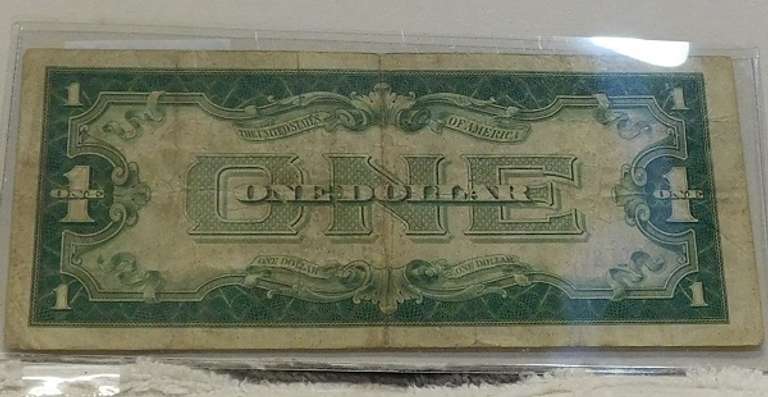 1 1
THE UNITED STATES OF AMERICA
ONE
1 ONE ONE DOLLAR 1 ONE
ONE DOLLAR ONE DOLLAR
1 1